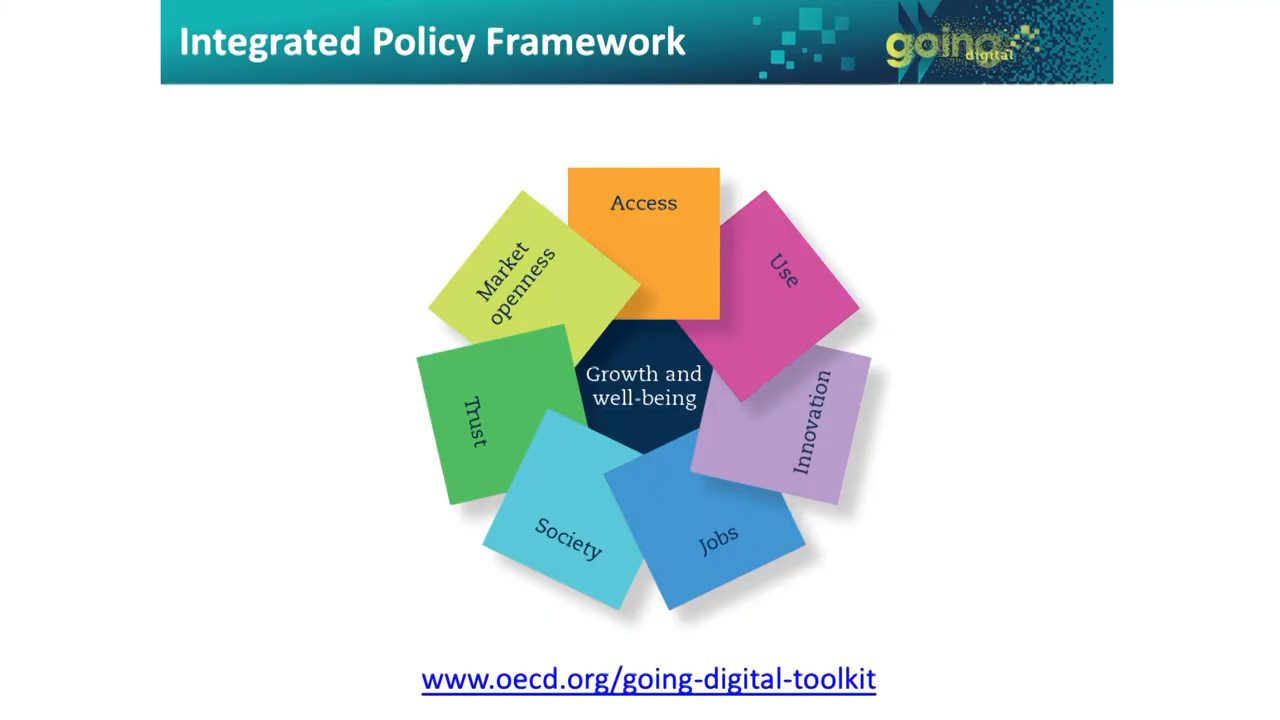 Integrated Policy Framework
going
digital
Access
Use
Innovation
Jobs
Society
Trust
Market
openness
Growth and
well-being
www.oecd.org/going-digital-toolkit